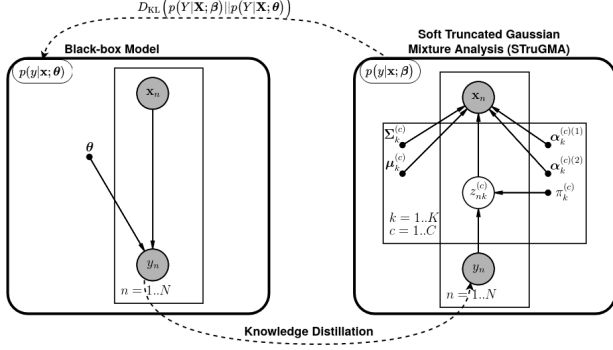 D_KL(p(Y|X; β)||p(Y|X; θ))
Black-box Model
Soft Truncated Gaussian
Mixture Analysis (STruGMA)
p(y|x; θ)
x_n
θ
y_n
n = 1..N
p(y|x; β)
x_n
Σ_k^(c)
μ_k^(c)
α_k^(c)(1)
α_k^(c)(2)
z_nk^(c)
π_k^(c)
k = 1..K
c = 1..C
y_n
n = 1..N
Knowledge Distillation